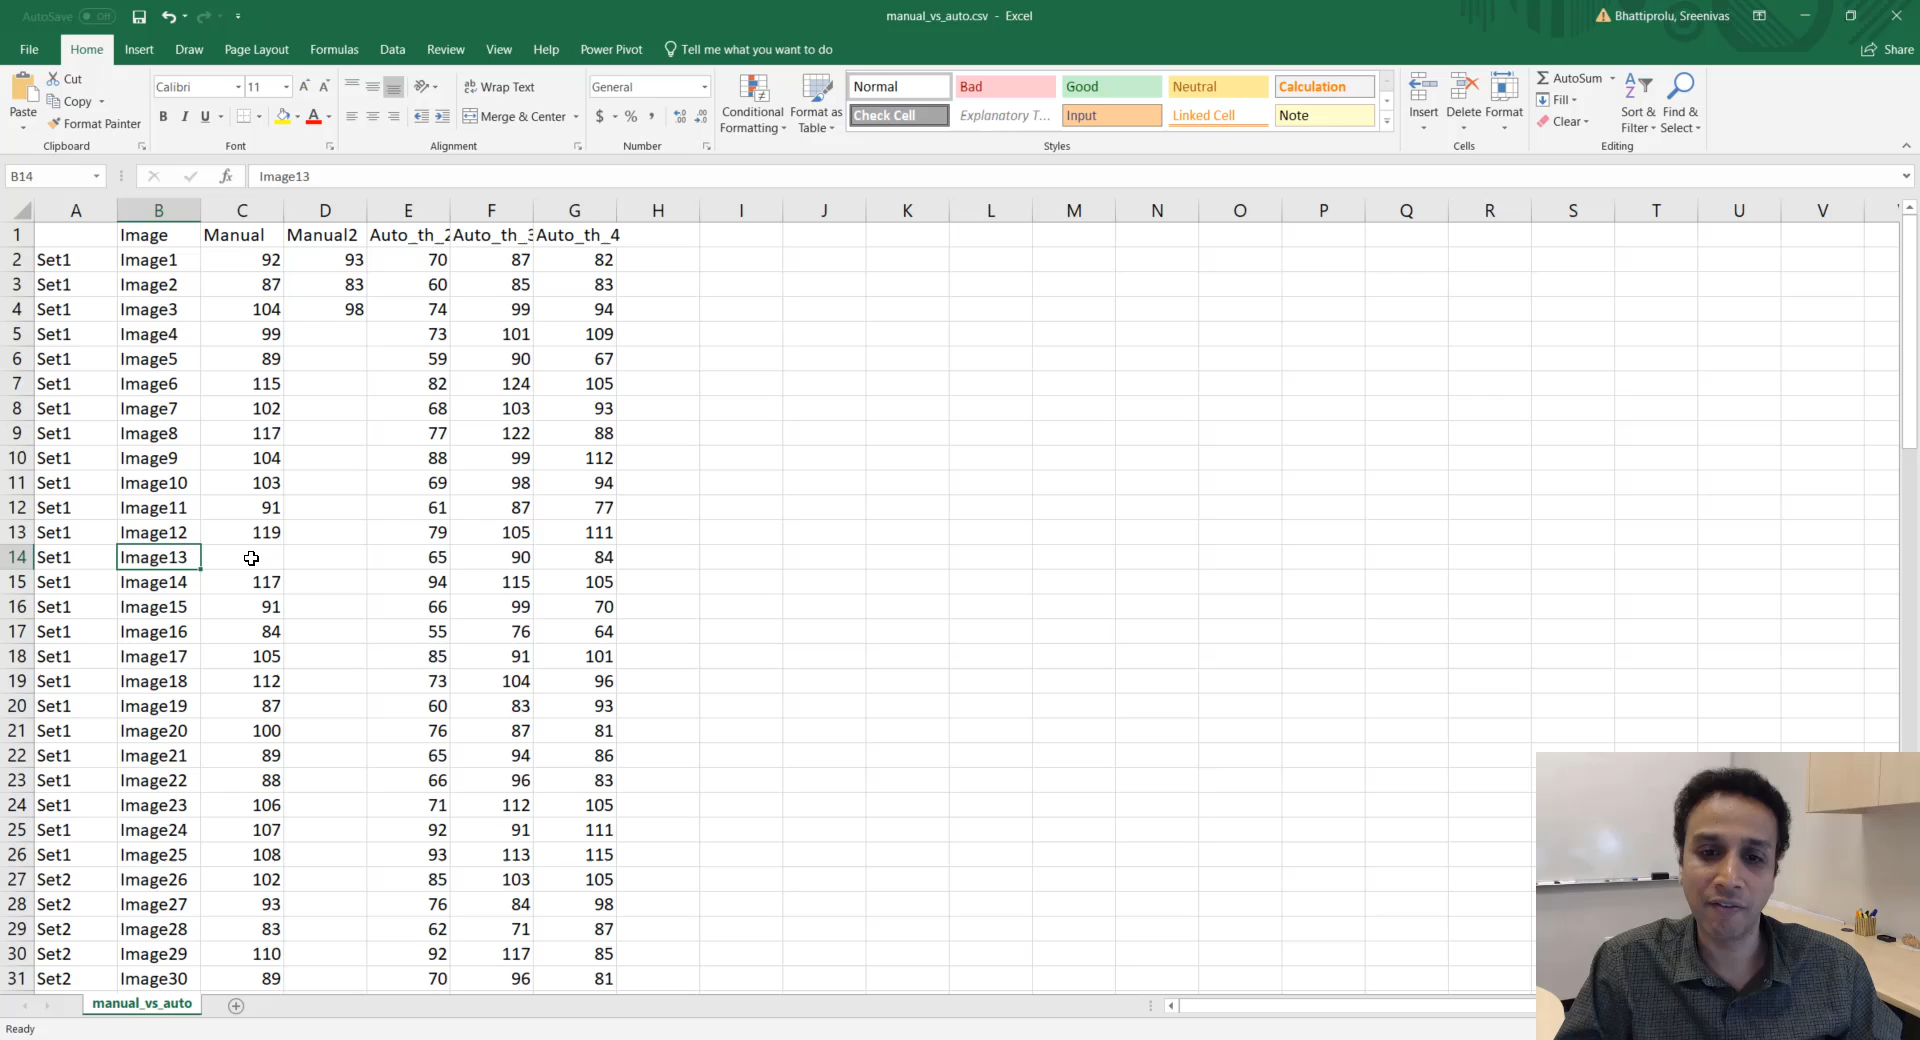 AutoSave Off manual_vs_auto.csv - Excel Bhattiprolu, Sreenivas
File Home Insert Draw Page Layout Formulas Data Review View Help Power Pivot Tell me what you want to do Share
Paste
Cut
Copy
Format Painter
Clipboard
Calibri 11
B I U
Font
Wrap Text
Merge & Center
Alignment
General
$ % ,
Number
Conditional Formatting
Format as Table
Normal Bad Good Neutral Calculation
Check Cell Explanatory T... Input Linked Cell Note
Styles
Insert Delete Format
Cells
AutoSum
Fill
Clear
Sort & Filter
Find & Select
Editing
B14 fx Image13
A B C D E F G H I J K L M N O P Q R S T U V
1 Image Manual Manual2 Auto_th_2 Auto_th_3 Auto_th_4
2 Set1 Image1 92 93 70 87 82
3 Set1 Image2 87 83 60 85 83
4 Set1 Image3 104 98 74 99 94
5 Set1 Image4 99 73 101 109
6 Set1 Image5 89 59 90 67
7 Set1 Image6 115 82 124 105
8 Set1 Image7 102 68 103 93
9 Set1 Image8 117 77 122 88
10 Set1 Image9 104 88 99 112
11 Set1 Image10 103 69 98 94
12 Set1 Image11 91 61 87 77
13 Set1 Image12 119 79 105 111
14 Set1 Image13 65 90 84
15 Set1 Image14 117 94 115 105
16 Set1 Image15 91 66 99 70
17 Set1 Image16 84 55 76 64
18 Set1 Image17 105 85 91 101
19 Set1 Image18 112 73 104 96
20 Set1 Image19 87 60 83 93
21 Set1 Image20 100 76 87 81
22 Set1 Image21 89 65 94 86
23 Set1 Image22 88 66 96 83
24 Set1 Image23 106 71 112 105
25 Set1 Image24 107 92 91 111
26 Set1 Image25 108 93 113 115
27 Set2 Image26 102 85 103 105
28 Set2 Image27 93 76 84 98
29 Set2 Image28 83 62 71 87
30 Set2 Image29 110 92 117 85
31 Set2 Image30 89 70 96 81
manual_vs_auto
Ready